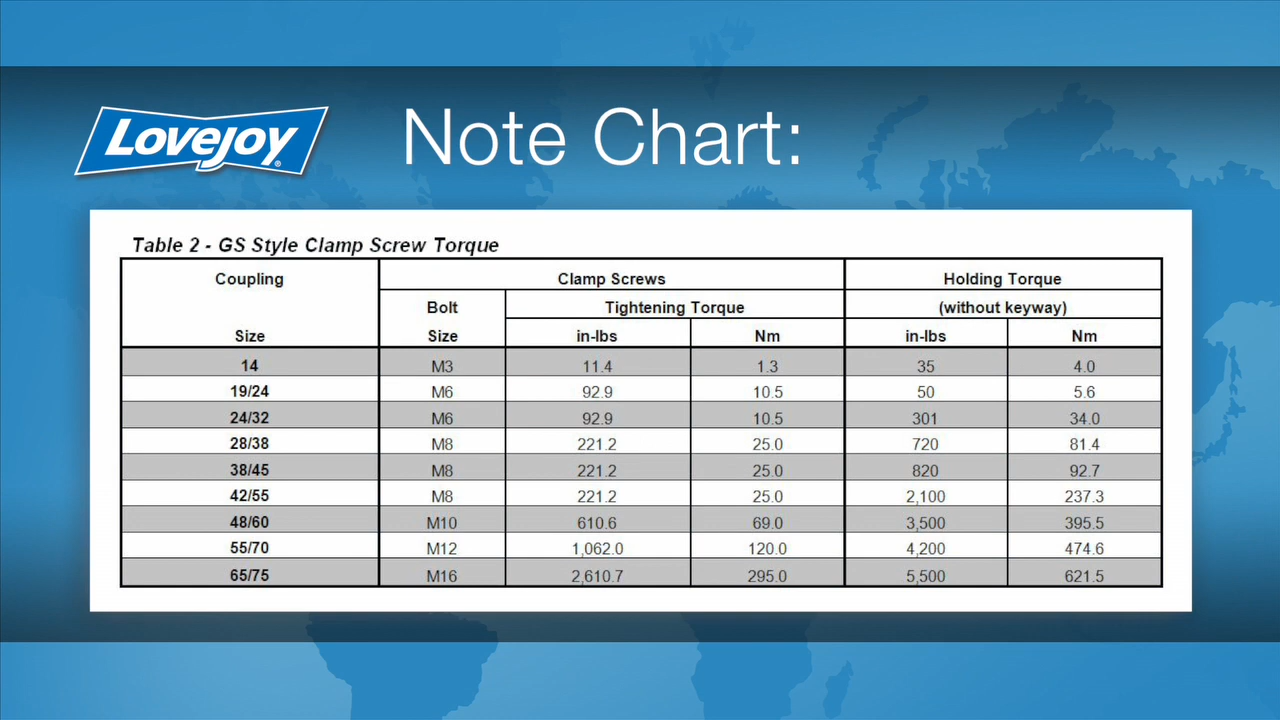 LOVEJOY®
Note Chart:
Table 2 - GS Style Clamp Screw Torque
Coupling Clamp Screws Holding Torque
Bolt Tightening Torque (without keyway)
Size Size in-lbs Nm in-lbs Nm
14 M3 11.4 1.3 35 4.0
19/24 M6 92.9 10.5 50 5.6
24/32 M6 92.9 10.5 301 34.0
28/38 M8 221.2 25.0 720 81.4
38/45 M8 221.2 25.0 820 92.7
42/55 M8 221.2 25.0 2,100 237.3
48/60 M10 610.6 69.0 3,500 395.5
55/70 M12 1,062.0 120.0 4,200 474.6
65/75 M16 2,610.7 295.0 5,500 621.5